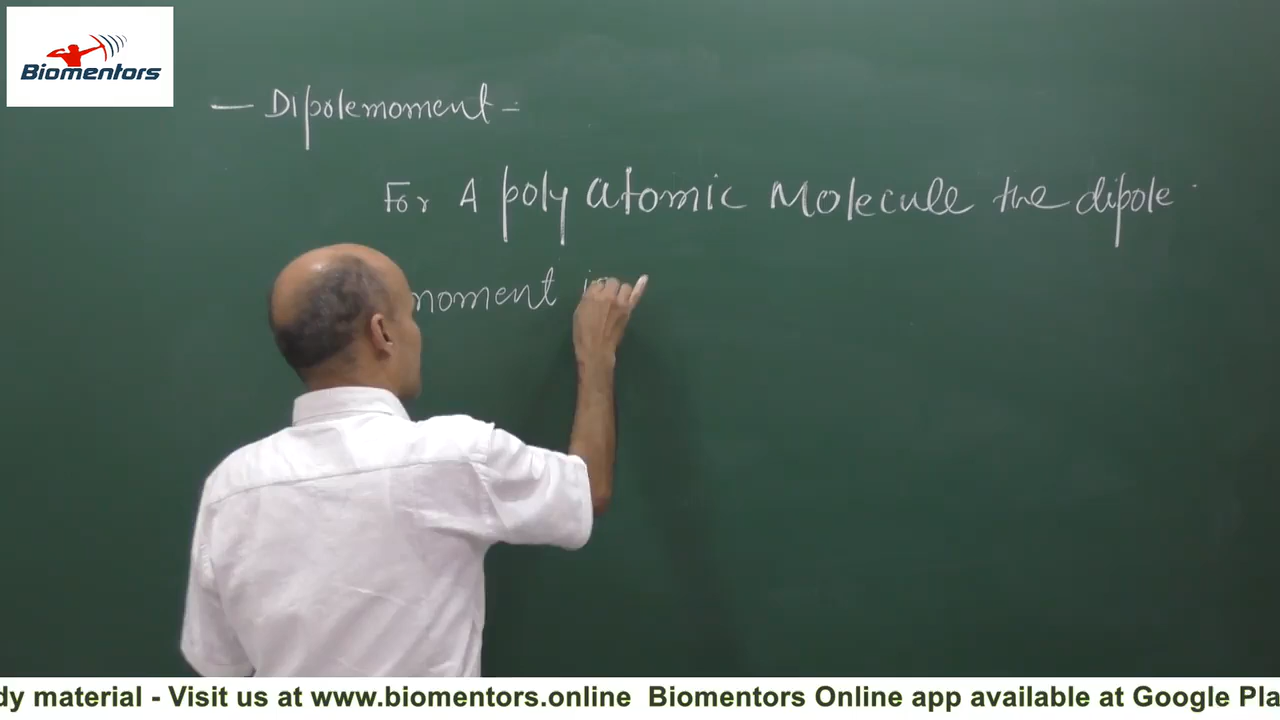 Biomentors
— Dipolemoment -
For A poly atomic Molecule the dipole
moment
dy material - Visit us at www.biomentors.online Biomentors Online app available at Google Pla